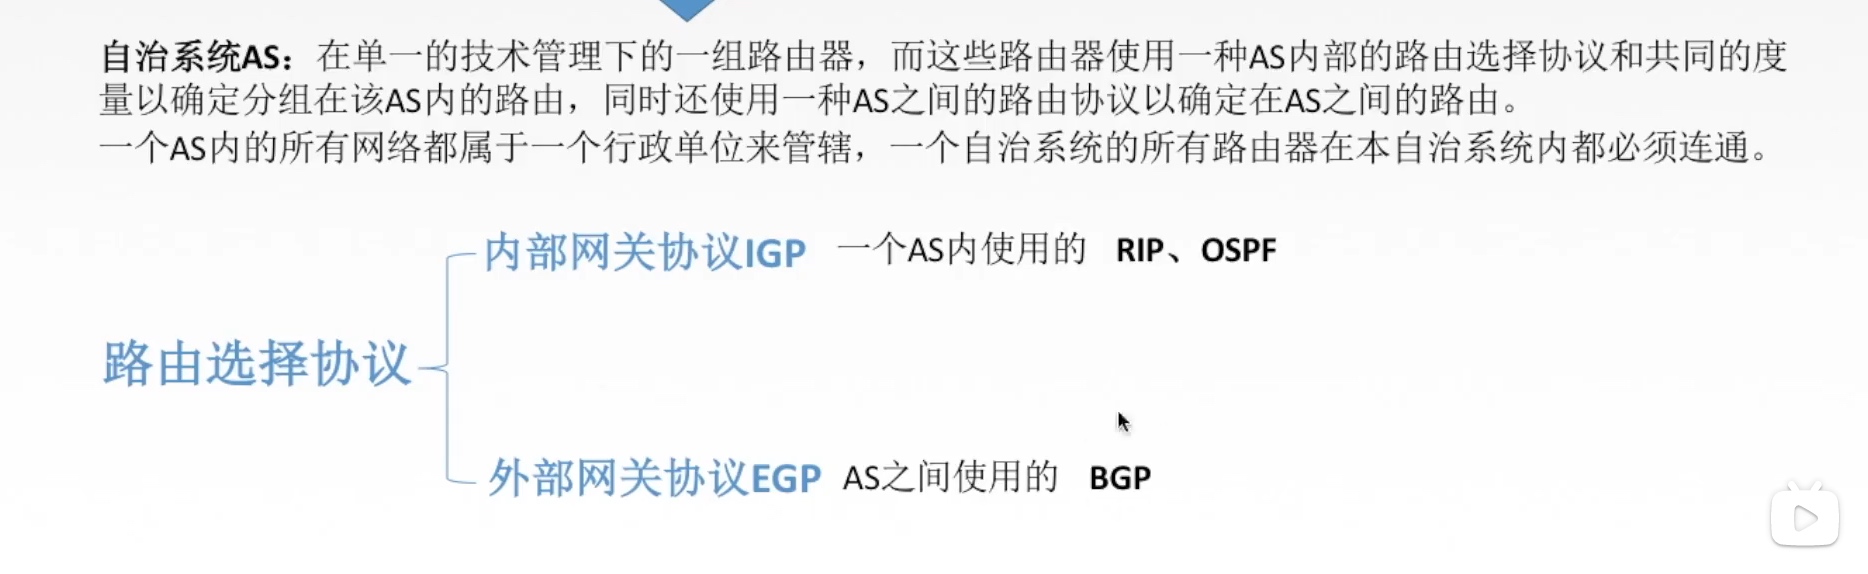 自治系统AS：在单一的技术管理下的一组路由器，而这些路由器使用一种AS内部的路由选择协议和共同的度
量以确定分组在该AS内的路由，同时还使用一种AS之间的路由协议以确定在AS之间的路由。
一个AS内的所有网络都属于一个行政单位来管辖，一个自治系统的所有路由器在本自治系统内都必须连通。
内部网关协议IGP 一个AS内使用的 RIP、OSPF
路由选择协议
外部网关协议EGP AS之间使用的 BGP